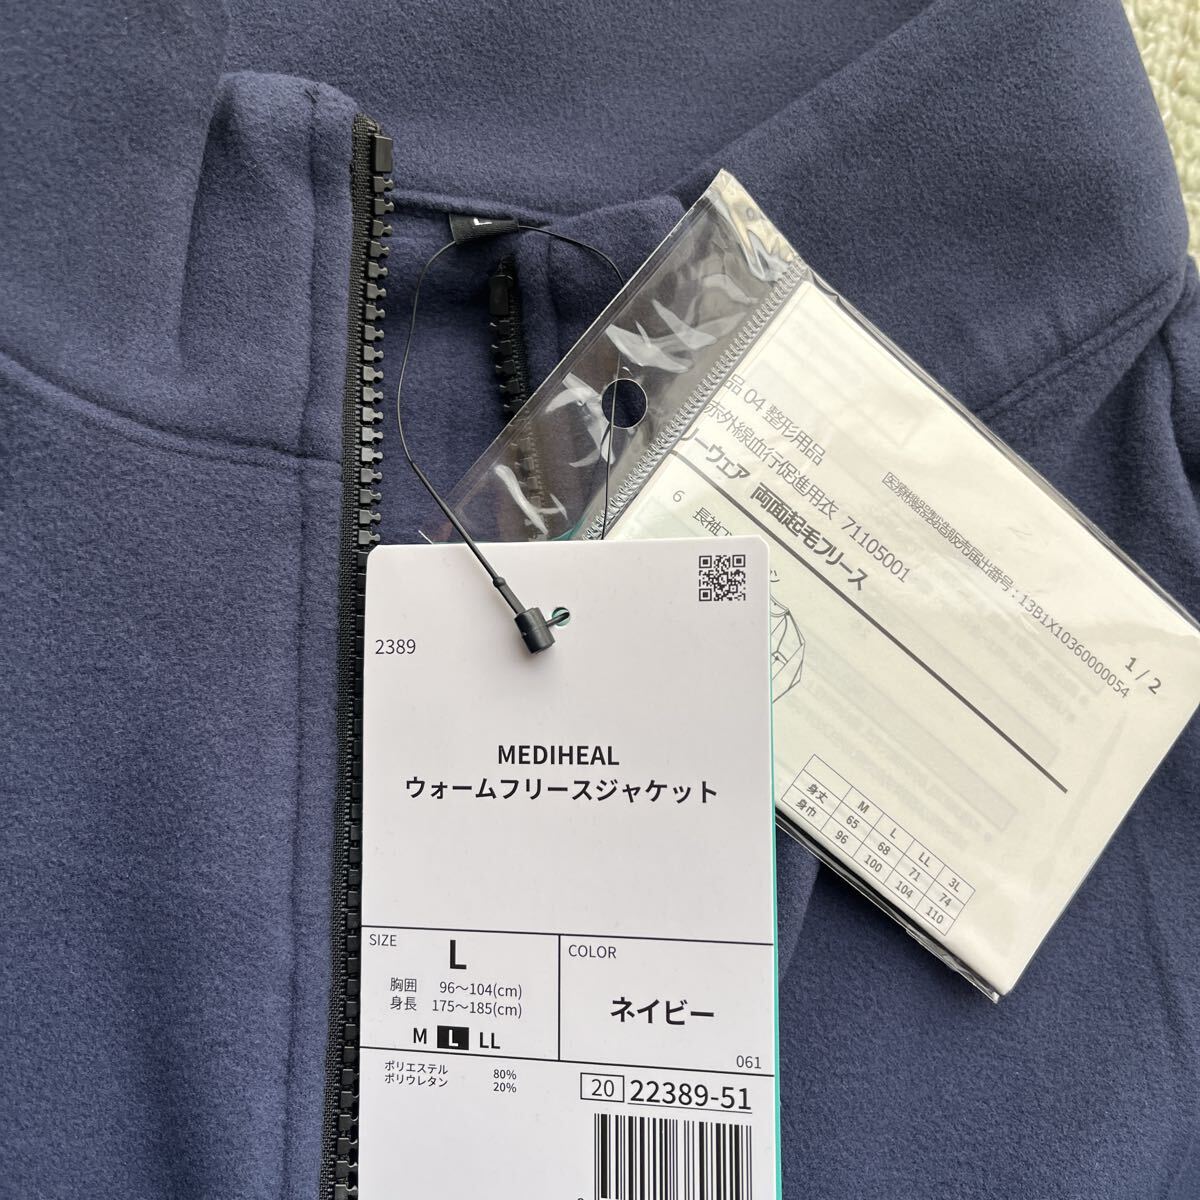 L
2389
MEDIHEAL
ウォームフリースジャケット
SIZE
L
胸囲 96～104(cm)
身長 175～185(cm)
M L LL
COLOR
ネイビー
061
ポリエステル 80%
ポリウレタン 20%
20 22389-51
品 04 整形用品
赤外線血行促進用衣 71105001
リーウェア 両面起毛フリース
医療機器製造販売届出番号：13B1X10360000054
1 / 2
6 長袖
M L LL 3L
身丈 65 68 71 74
身巾 96 100 104 110